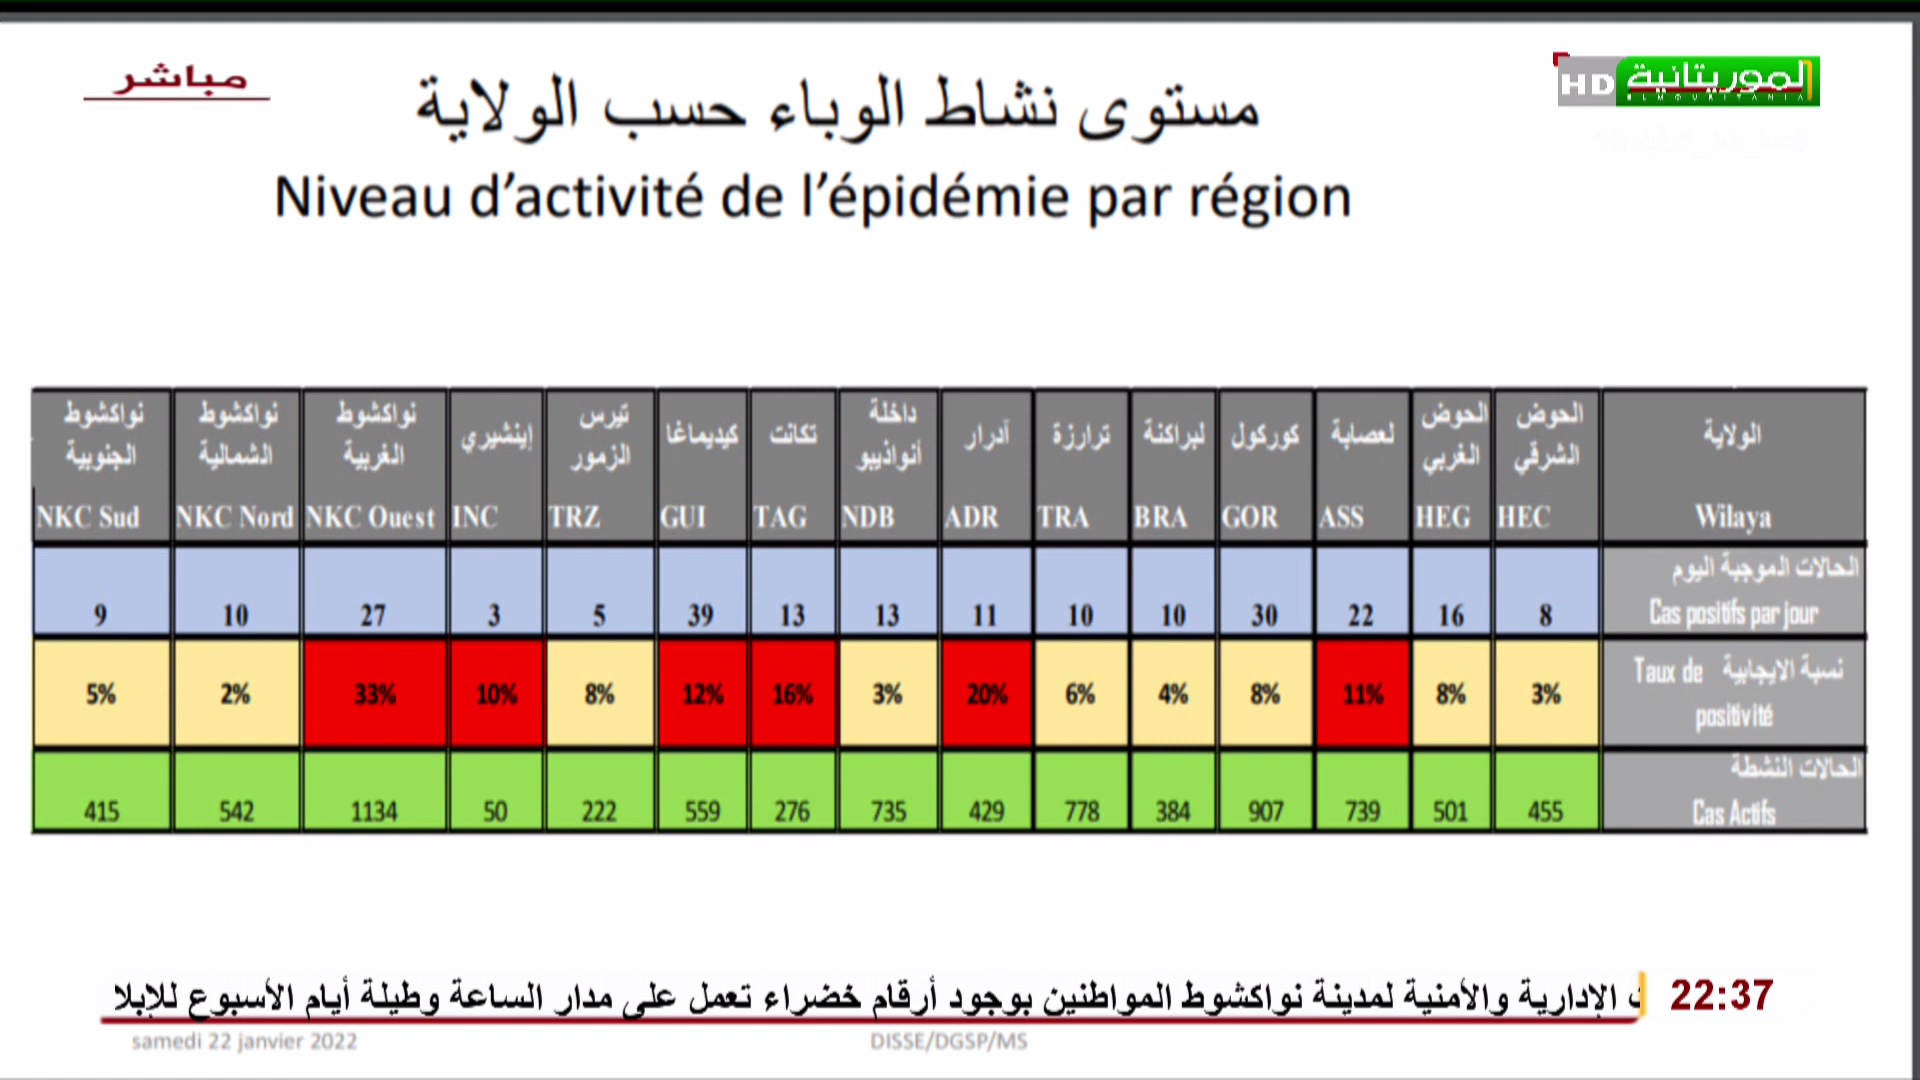 مباشر
HD الموريتانية
ELMOURITANIA
مستوى نشاط الوباء حسب الولاية
Niveau d’activité de l’épidémie par région
الولاية Wilaya
الحوض الشرقي HEC
الحوض الغربي HEG
لعصابة ASS
كوركول GOR
لبراكنة BRA
ترارزة TRA
آدرار ADR
داخلة أنواذيبو NDB
تكانت TAG
كيديماغا GUI
تيرس الزمور TRZ
إينشيري INC
نواكشوط الغربية NKC Ouest
نواكشوط الشمالية NKC Nord
نواكشوط الجنوبية NKC Sud
الحالات الموجبة اليوم
Cas positifs par jour
8 16 22 30 10 10 11 13 13 39 5 3 27 10 9
نسبة الايجابية Taux de
positivité
3% 8% 11% 8% 4% 6% 20% 3% 16% 12% 8% 10% 33% 2% 5%
الحالات النشطة
Cas Actifs
455 501 739 907 384 778 429 735 276 559 222 50 1134 542 415
الإدارية والأمنية لمدينة نواكشوط المواطنين بوجود أرقام خضراء تعمل على مدار الساعة وطيلة أيام الأسبوع للإبلا
22:37
samedi 22 janvier 2022
DISSE/DGSP/MS